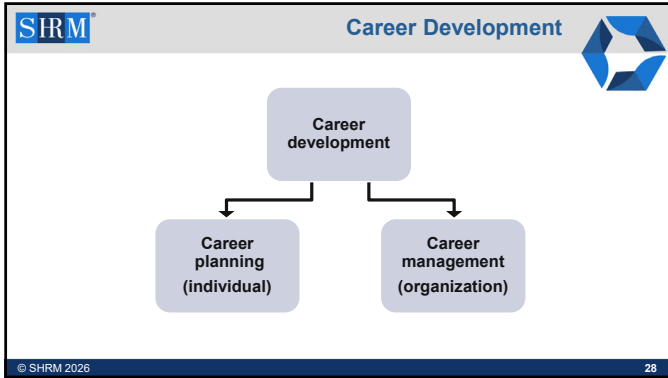 SHRM®
Career Development
Career
development
Career
planning
(individual)
Career
management
(organization)
© SHRM 2026
28